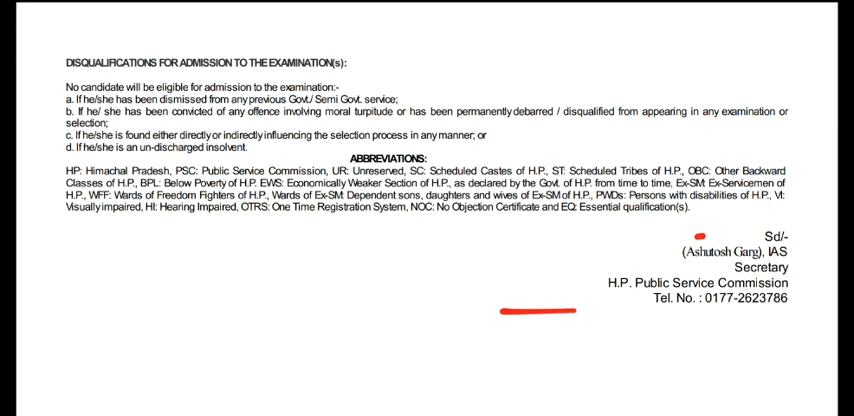 DISQUALIFICATIONS FOR ADMISSION TO THE EXAMINATION(s):
No candidate will be eligible for admission to the examination:-
a. If he/she has been dismissed from any previous Govt./ Semi Govt. service;
b. If he/ she has been convicted of any offence involving moral turpitude or has been permanently debarred / disqualified from appearing in any examination or
selection;
c. If he/she is found either directly or indirectly influencing the selection process in any manner; or
d. If he/she is an un-discharged insolvent.
ABBREVIATIONS:
HP: Himachal Pradesh, PSC: Public Service Commission, UR: Unreserved, SC: Scheduled Castes of H.P., ST: Scheduled Tribes of H.P., OBC: Other Backward
Classes of H.P., BPL: Below Poverty of H.P. EWS: Economically Weaker Section of H.P., as declared by the Govt. of H.P. from time to time, Ex-SM: Ex-Servicemen of
H.P., WFF: Wards of Freedom Fighters of H.P., Wards of Ex-SM: Dependent sons, daughters and wives of Ex-SM of H.P., PWDs: Persons with disabilities of H.P., VI:
Visually impaired, HI: Hearing Impaired, OTRS: One Time Registration System, NOC: No Objection Certificate and EQ: Essential qualification(s).
Sd/-
(Ashutosh Garg), IAS
Secretary
H.P. Public Service Commission
Tel. No. : 0177-2623786